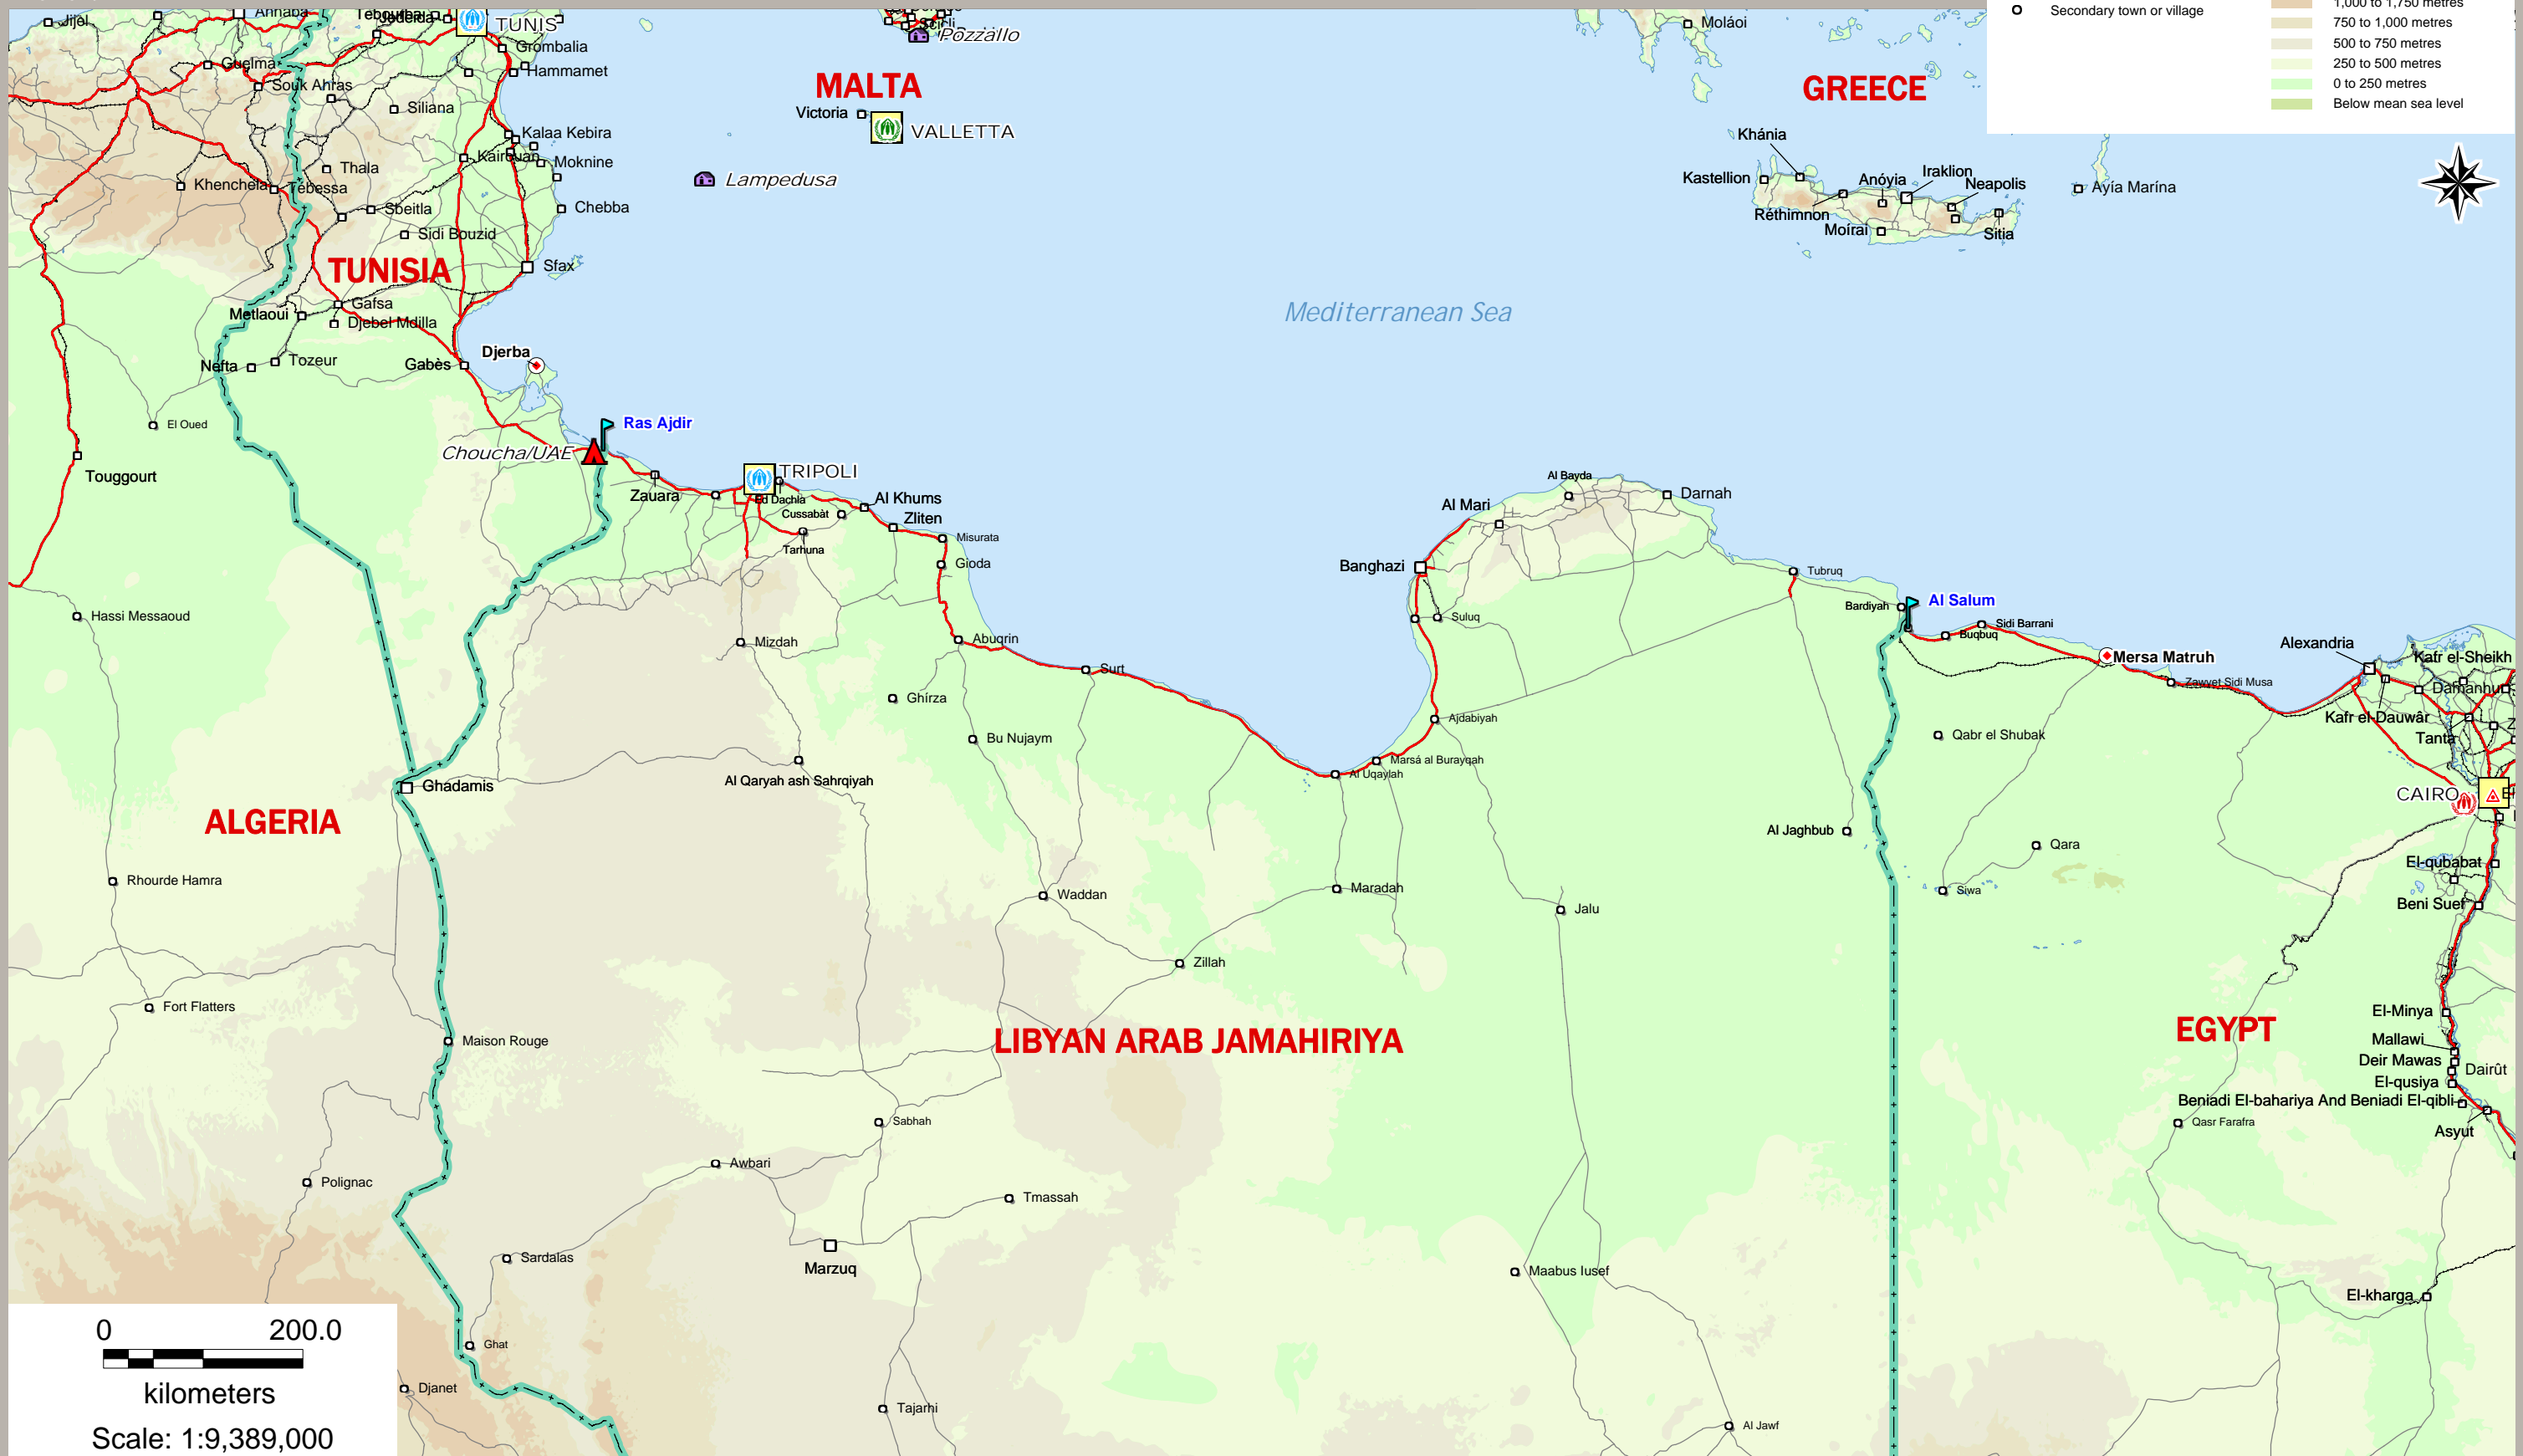 Secondary town or village
1,000 to 1,750 metres
750 to 1,000 metres
500 to 750 metres
250 to 500 metres
0 to 250 metres
Below mean sea level
Jijel
Annaba
TUNIS
Grombalia
Hammamet
Guelma
Souk Ahras
Siliana
Kalaa Kebira
Kairouan
Moknine
Thala
Khenchela
Tébessa
Sbeitla
Chebba
Sidi Bouzid
TUNISIA
Sfax
Gafsa
Metlaoui
Djebel Mdilla
Nefta
Tozeur
Gabès
Djerba
El Oued
Touggourt
Choucha/UAE
Ras Ajdir
Pozzallo
MALTA
Victoria
VALLETTA
Lampedusa
Moláoi
GREECE
Khánia
Kastellion
Anóyia
Iraklion
Neapolis
Réthimnon
Moírai
Sitia
Ayía Marína
Mediterranean Sea
Zauara
TRIPOLI
Ed Dachla
Cussabàt
Al Khums
Zliten
Tarhuna
Misurata
Gioda
Al Bayda
Darnah
Al Mari
Banghazi
Suluq
Tubruq
Bardiyah
Al Salum
Buqbuq
Sidi Barrani
Mersa Matruh
Zawyet Sidi Musa
Alexandria
Kafr el-Sheikh
Damanhu
Kafr el-Dauwâr
Tanta
Hassi Messaoud
Mizdah
Abuqrin
Surt
Ghírza
Bu Nujaym
Al Qaryah ash Sahrqiyah
Ajdabiyah
Marsá al Burayqah
Al Uqaylah
Qabr el Shubak
CAIRO
Ghadamis
ALGERIA
Al Jaghbub
Qara
El-qubabat
Siwa
Beni Suef
Rhourde Hamra
Waddan
Maradah
Jalu
Zillah
Fort Flatters
Maison Rouge
LIBYAN ARAB JAMAHIRIYA
EGYPT
El-Minya
Mallawi
Deir Mawas
Dairût
El-qusiya
Beniadi El-bahariya And Beniadi El-qibli
Asyut
Qasr Farafra
Sabhah
Awbari
Polignac
Tmassah
Sardalas
Marzuq
Maabus Iusef
El-kharga
Ghat
Djanet
Tajarhi
Al Jawf
0 200.0
kilometers
Scale: 1:9,389,000